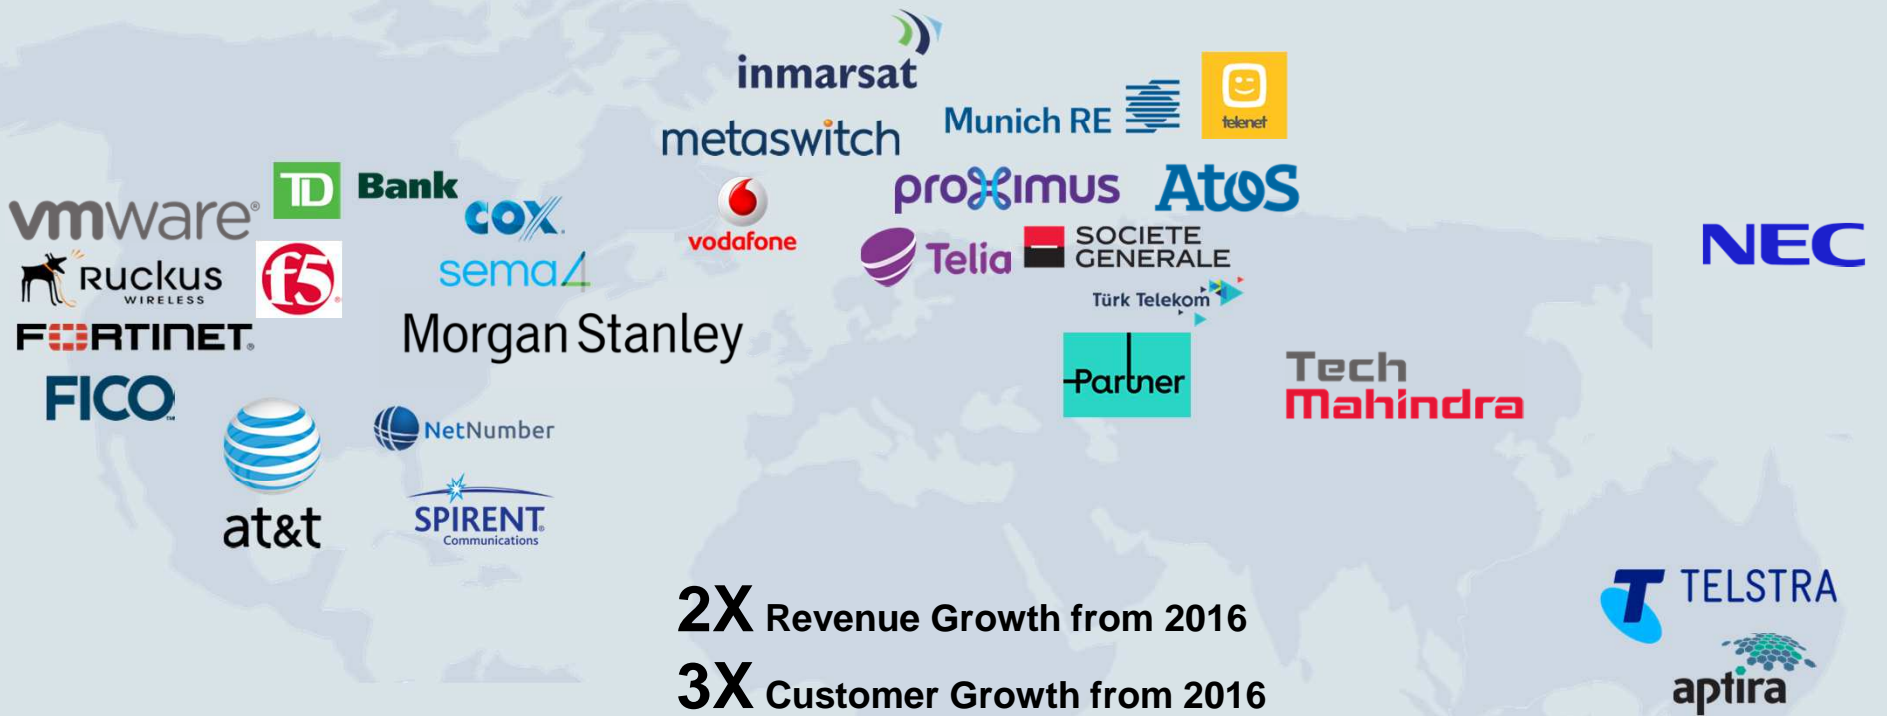 inmarsat
Munich RE
telenet
metaswitch
TD Bank
vmware®
cox.
vodafone
proximus
Atos
Telia
SOCIETE
GENERALE
NEC
RUCKUS
WIRELESS
f5®
sema4
Türk Telekom
FORTINET®
Morgan Stanley
Partner
Tech
Mahindra
FICO™
at&t
NetNumber
SPIRENT®
Communications
2X Revenue Growth from 2016
3X Customer Growth from 2016
TELSTRA
aptira